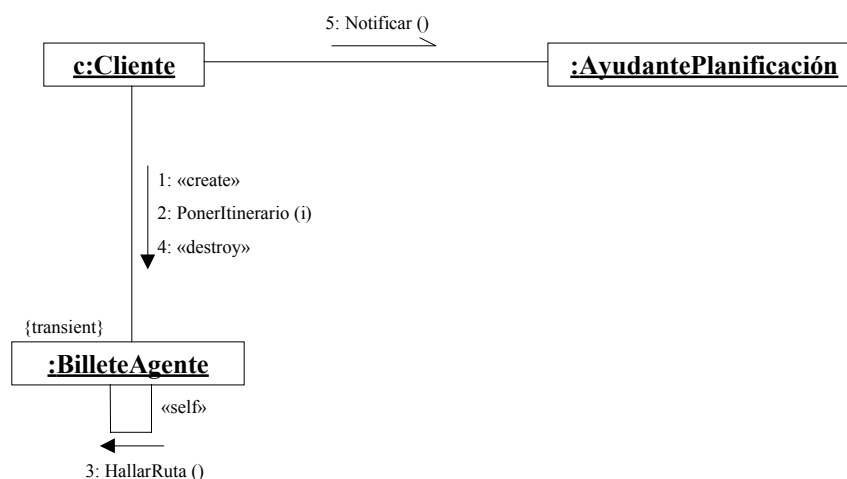 5: Notificar ()
c:Cliente
:AyudantePlanificación
1: «create»
2: PonerItinerario (i)
4: «destroy»
{transient}
:BilleteAgente
«self»
3: HallarRuta ()